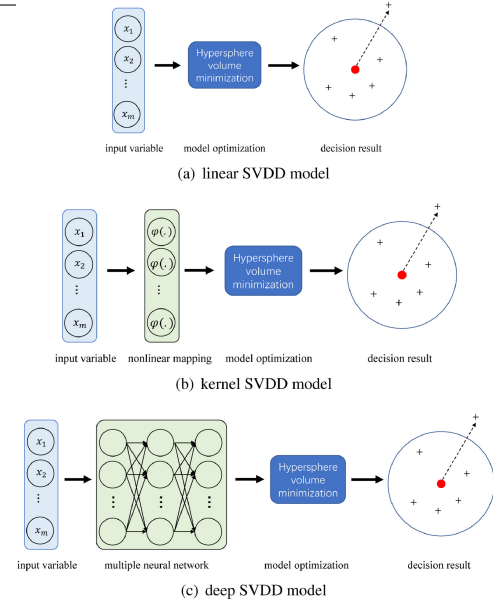 x1
x2
⋮
xm
Hypersphere
volume
minimization
+
+
+
+
+
+
input variable model optimization decision result
(a) linear SVDD model
x1
x2
⋮
xm
φ(.)
φ(.)
⋮
φ(.)
Hypersphere
volume
minimization
+
+
+
+
+
+
input variable nonlinear mapping model optimization decision result
(b) kernel SVDD model
x1
x2
⋮
xm
⋮ ⋮ ⋮
Hypersphere
volume
minimization
+
+
+
+
+
+
input variable multiple neural network model optimization decision result
(c) deep SVDD model